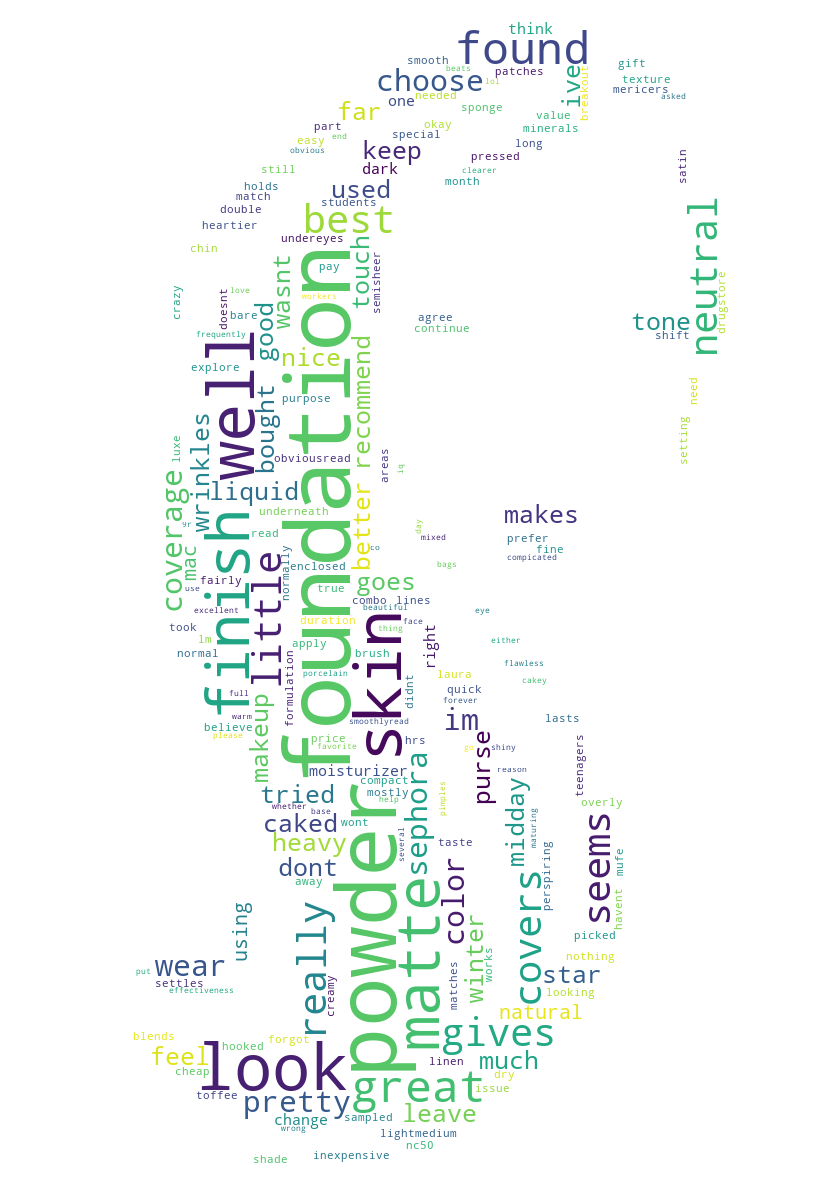 think
found
smooth
beats
gift
choose
lol
patches
ive
breakout
texture
mericers
asked
one
needed
far
sponge
value
part
okay
minerals
easy
end
special
long
obvious
keep
pressed
satin
still
dark
clearer
month
holds
used
match
students
double
best
heartier
undereyes
neutral
chin
touch
wasnt
pay
semisheer
crazy
love
workers
drugstore
doesnt
bare
good
foundation
agree
continue
tone
shift
frequently
well
nice
recommend
explore
purpose
need
bought
wrinkles
setting
luxe
obviousread
areas
iq
liquid
better
coverage
underneath
makes
9r
read
day
mixed
prefer
fine
compicated
finish
mac
normally
co
little
enclosed
bags
fairly
use
true
goes
combo
lines
excellent
beautiful
eye
took
duration
thing
face
skin
lm
apply
brush
right
either
normal
formulation
porcelain
laura
flawless
full
didnt
quick
cakey
warm
smoothlyread
forever
im
lasts
believe
please
makeup
price
favorite
hrs
purse
go
shiny
moisturizer
compact
reason
teenagers
tried
mostly
sephora
pimples
midday
maturing
whether
base
help
overly
caked
wont
powder
several
seems
heavy
taste
covers
perspiring
mufe
dont
color
away
matte
havent
using
really
winter
works
picked
wear
put
settles
creamy
matches
star
nothing
effectiveness
looking
natural
blends
hooked
forgot
gives
feel
look
linen
much
cheap
dry
toffee
great
issue
pretty
change
sampled
leave
wrong
lightmedium
nc50
shade
inexpensive